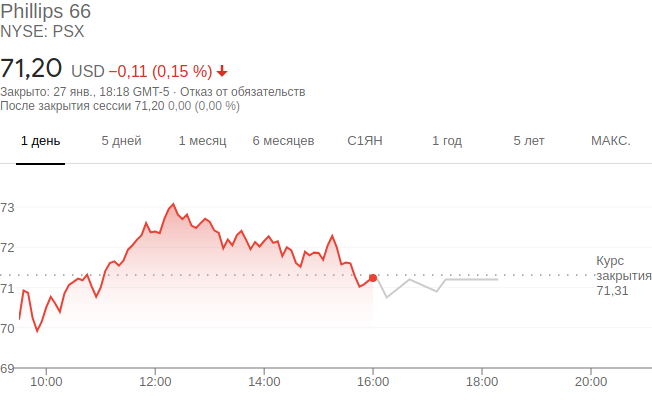 Phillips 66
NYSE: PSX
71,20 USD −0,11 (0,15 %)
Закрыто: 27 янв., 18:18 GMT-5 · Отказ от обязательств
После закрытия сессии 71,20 0,00 (0,00 %)
1 день 5 дней 1 месяц 6 месяцев С1ЯН 1 год 5 лет МАКС.
73
72
Курс
закрытия
71,31
71
70
69
10:00 12:00 14:00 16:00 18:00 20:00